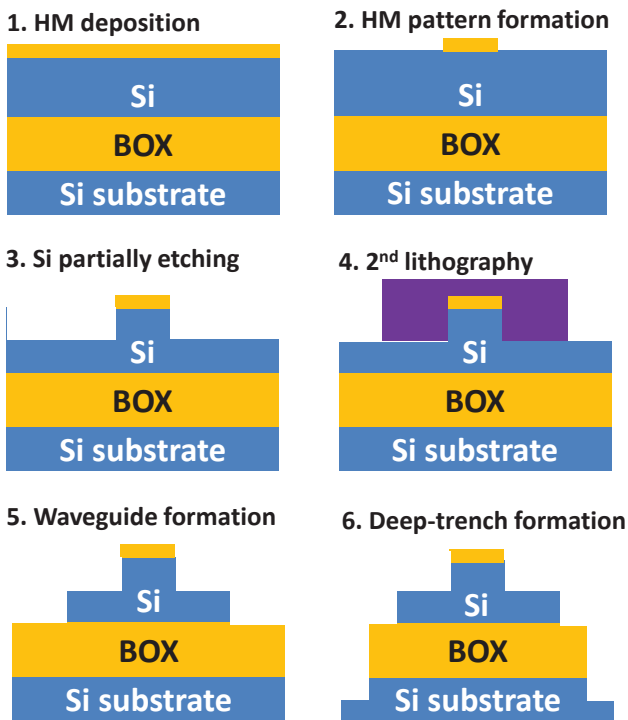 1. HM deposition
Si
BOX
Si substrate
2. HM pattern formation
Si
BOX
Si substrate
3. Si partially etching
Si
BOX
Si substrate
4. 2nd lithography
Si
BOX
Si substrate
5. Waveguide formation
Si
BOX
Si substrate
6. Deep-trench formation
Si
BOX
Si substrate